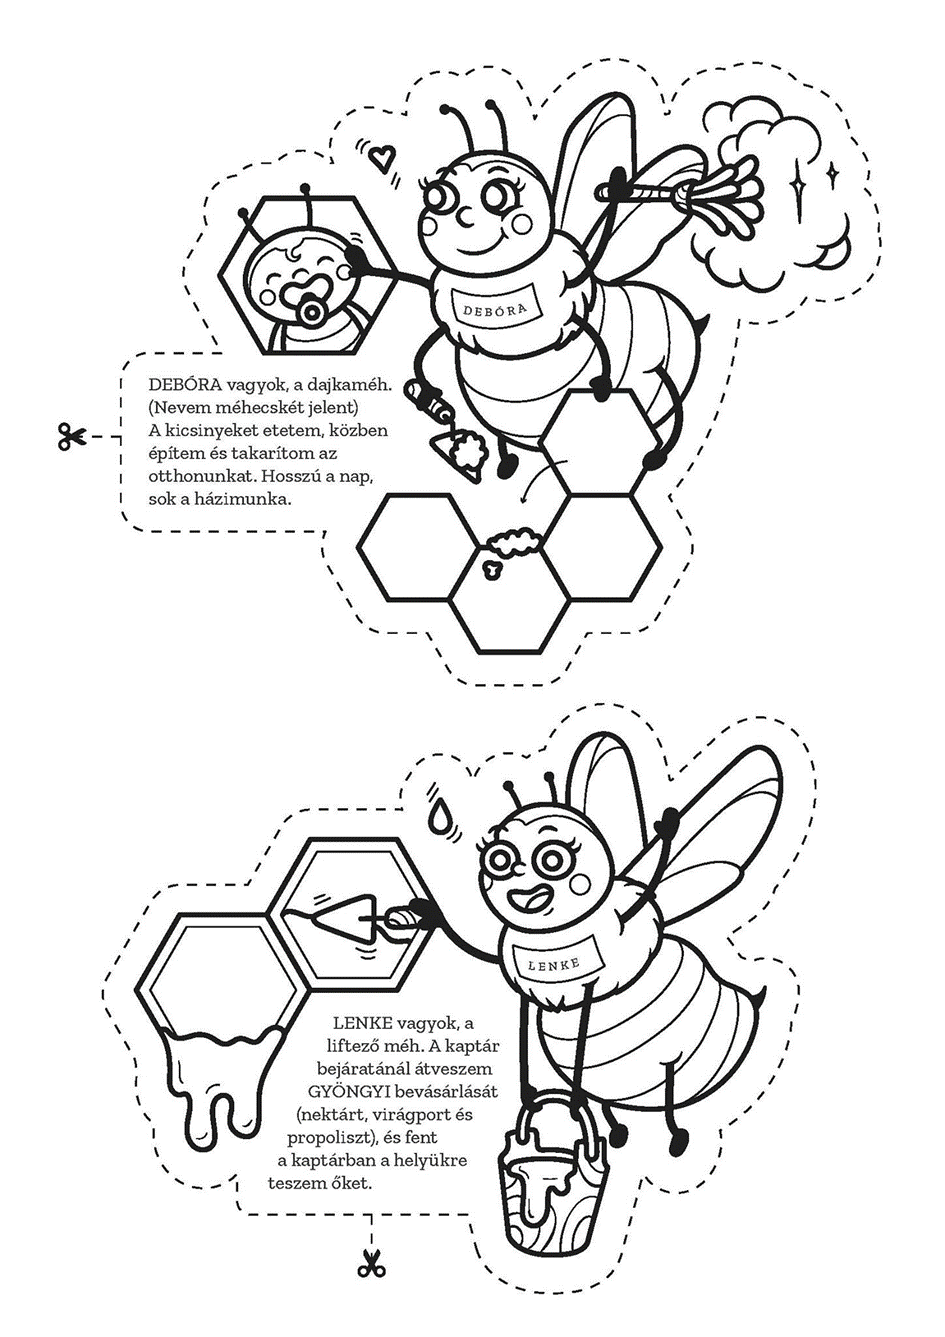 DEBÓRA
DEBÓRA vagyok, a dajkaméh.
(Nevem méhecskét jelent)
A kicsinyeket etetem, közben
építem és takarítom az
otthonunkat. Hosszú a nap,
sok a házimunka.
LENKE
LENKE vagyok, a
liftező méh. A kaptár
bejáratánál átveszem
GYÖNGYI bevásárlását
(nektárt, virágport és
propoliszt), és fent
a kaptárban a helyükre
teszem őket.